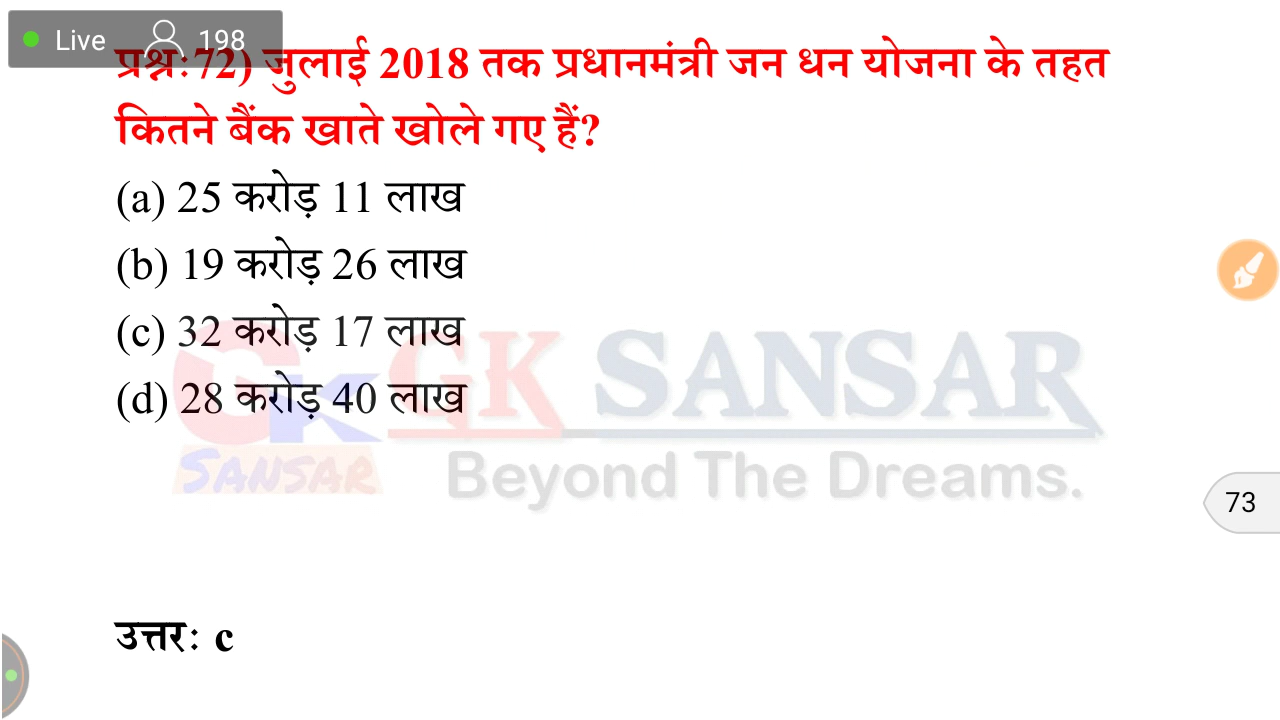 Live 198
प्रश्नः72) जुलाई 2018 तक प्रधानमंत्री जन धन योजना के तहत
कितने बैंक खाते खोले गए हैं?
(a) 25 करोड़ 11 लाख
(b) 19 करोड़ 26 लाख
(c) 32 करोड़ 17 लाख
(d) 28 करोड़ 40 लाख
GK SANSAR
GK SANSAR
Beyond The Dreams.
73
उत्तरः c